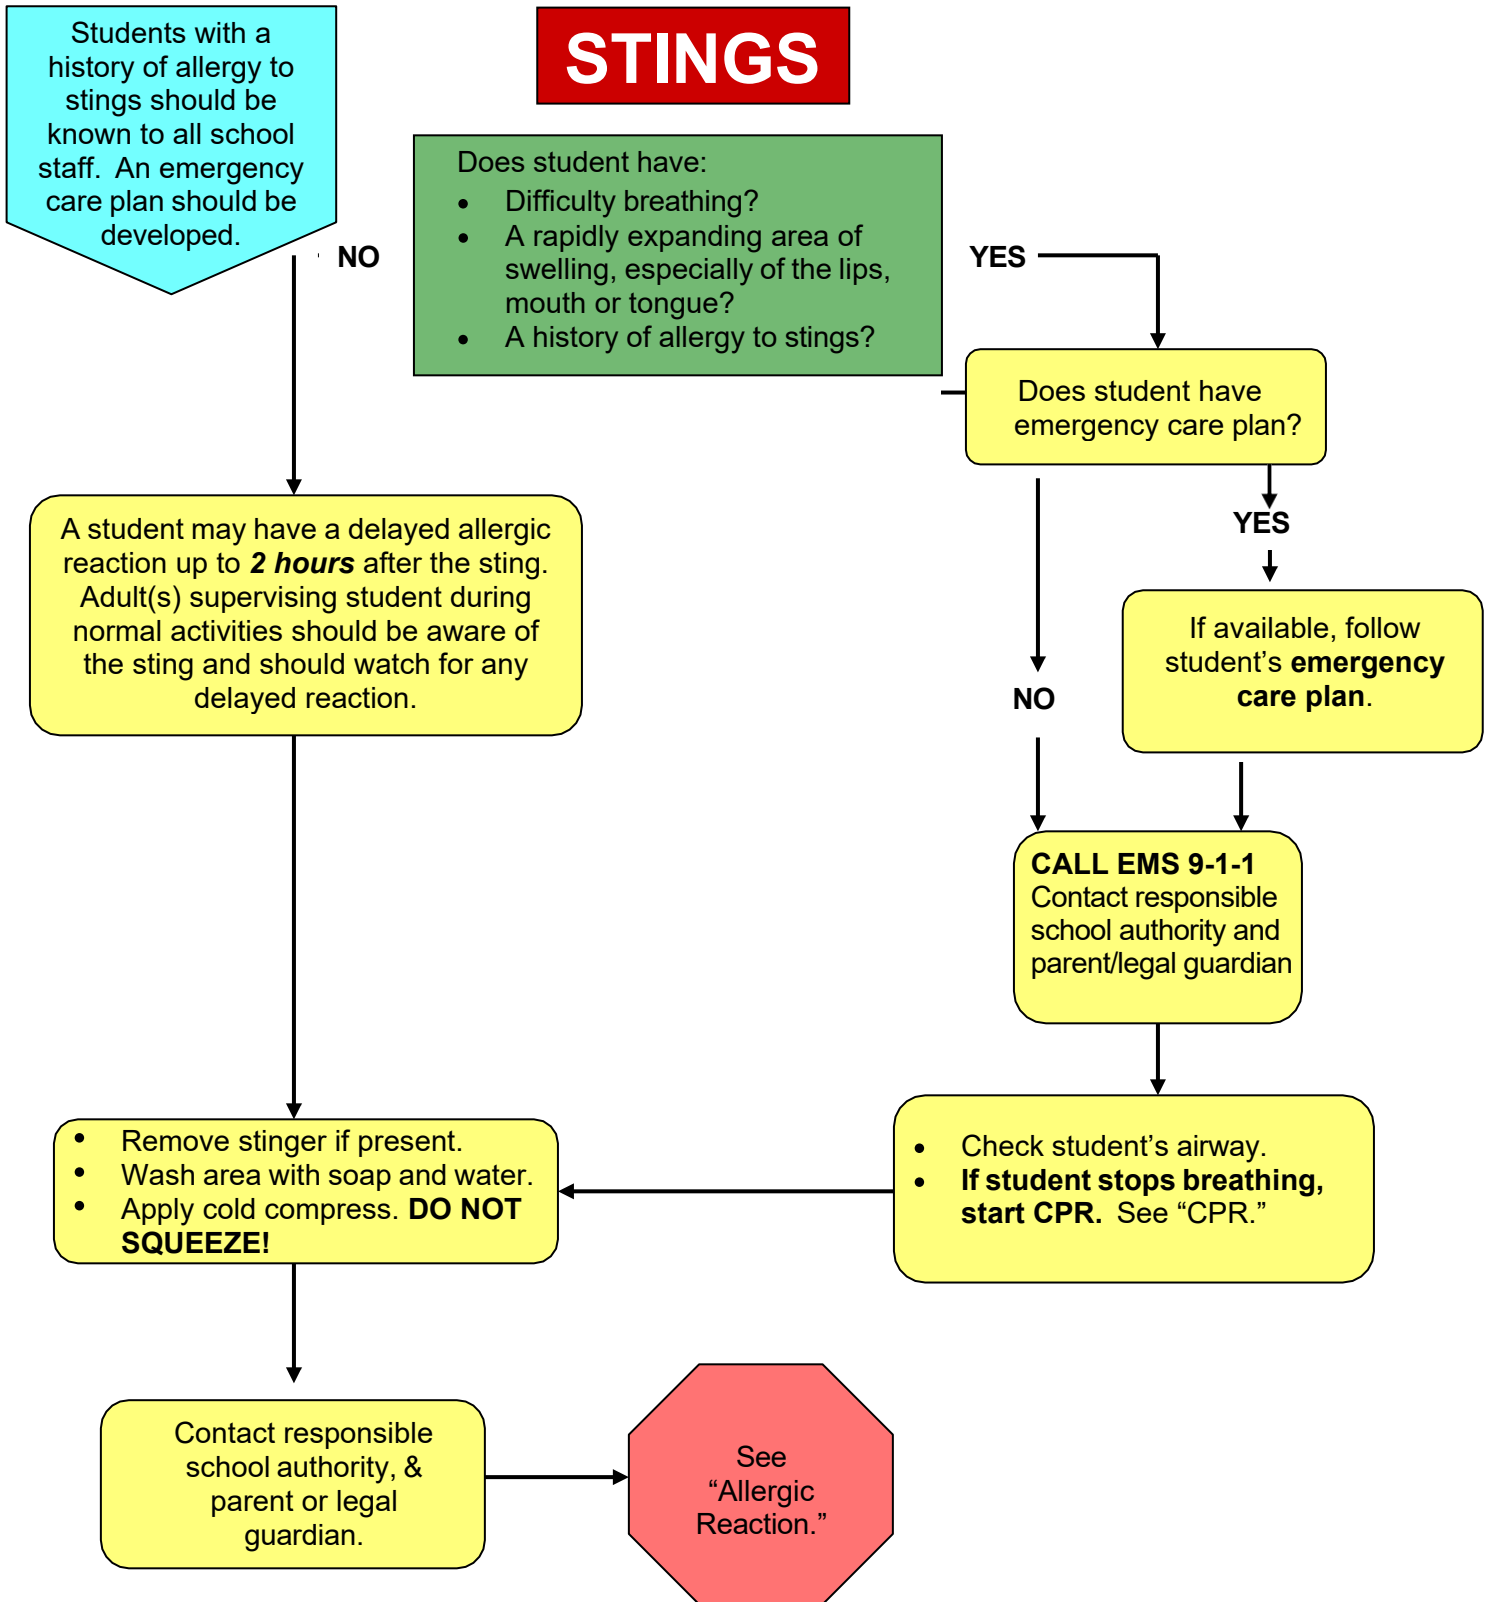 Students with a
history of allergy to
stings should be
known to all school
staff.  An emergency
care plan should be
developed.
STINGS
Does student have:
• Difficulty breathing?
• A rapidly expanding area of
swelling, especially of the lips,
mouth or tongue?
• A history of allergy to stings?
NO
YES
Does student have
emergency care plan?
A student may have a delayed allergic
reaction up to 2 hours after the sting.
Adult(s) supervising student during
normal activities should be aware of
the sting and should watch for any
delayed reaction.
YES
If available, follow
student’s emergency
care plan.
NO
CALL EMS 9-1-1
Contact responsible
school authority and
parent/legal guardian
• Remove stinger if present.
• Wash area with soap and water.
• Apply cold compress. DO NOT
SQUEEZE!
• Check student’s airway.
• If student stops breathing,
start CPR.  See “CPR.”
Contact responsible
school authority, &
parent or legal
guardian.
See
“Allergic
Reaction.”